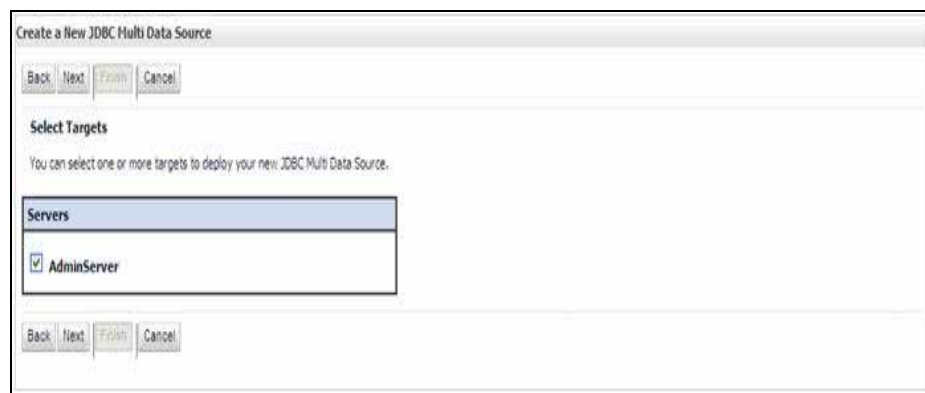 Create a New JDBC Multi Data Source
Back Next Finish Cancel
Select Targets
You can select one or more targets to deploy your new JDBC Multi Data Source.
Servers
AdminServer
Back Next Finish Cancel